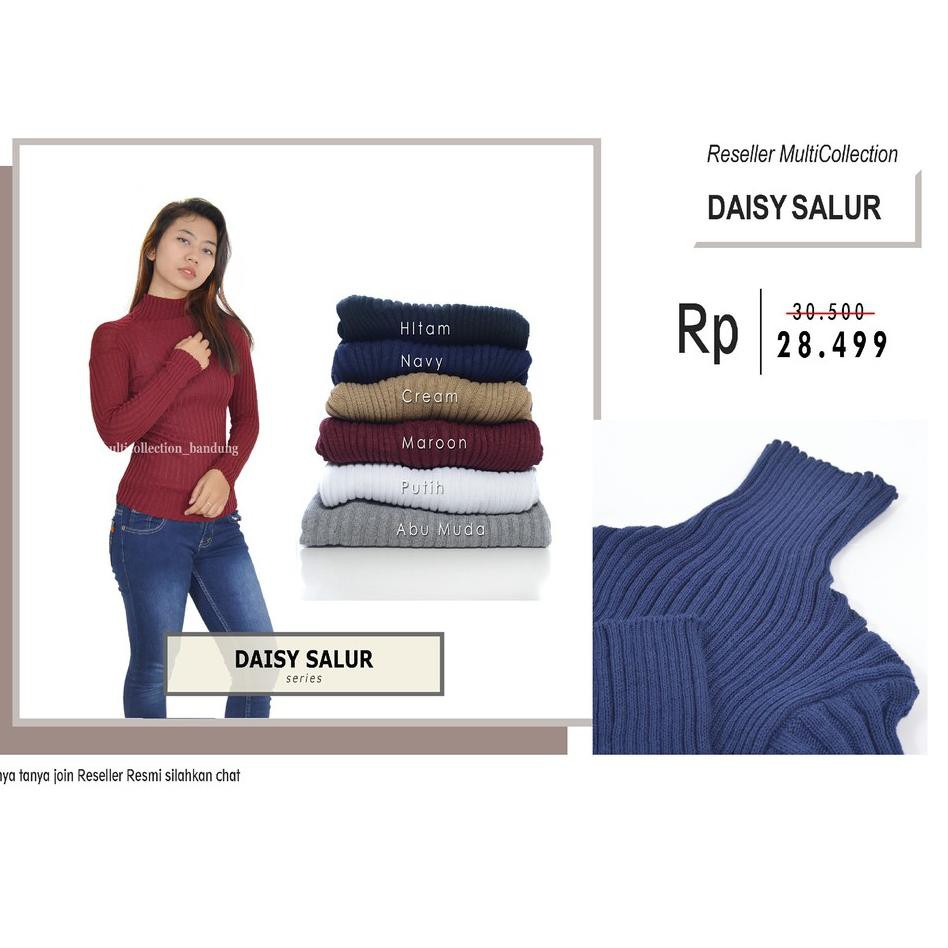 Reseller MultiCollection
DAISY SALUR
Rp
30.500
28.499
HItam
Navy
Cream
Maroon
Putih
Abu Muda
multicollection_bandung
DAISY SALUR
series
tanya join Reseller Resmi silahkan chat